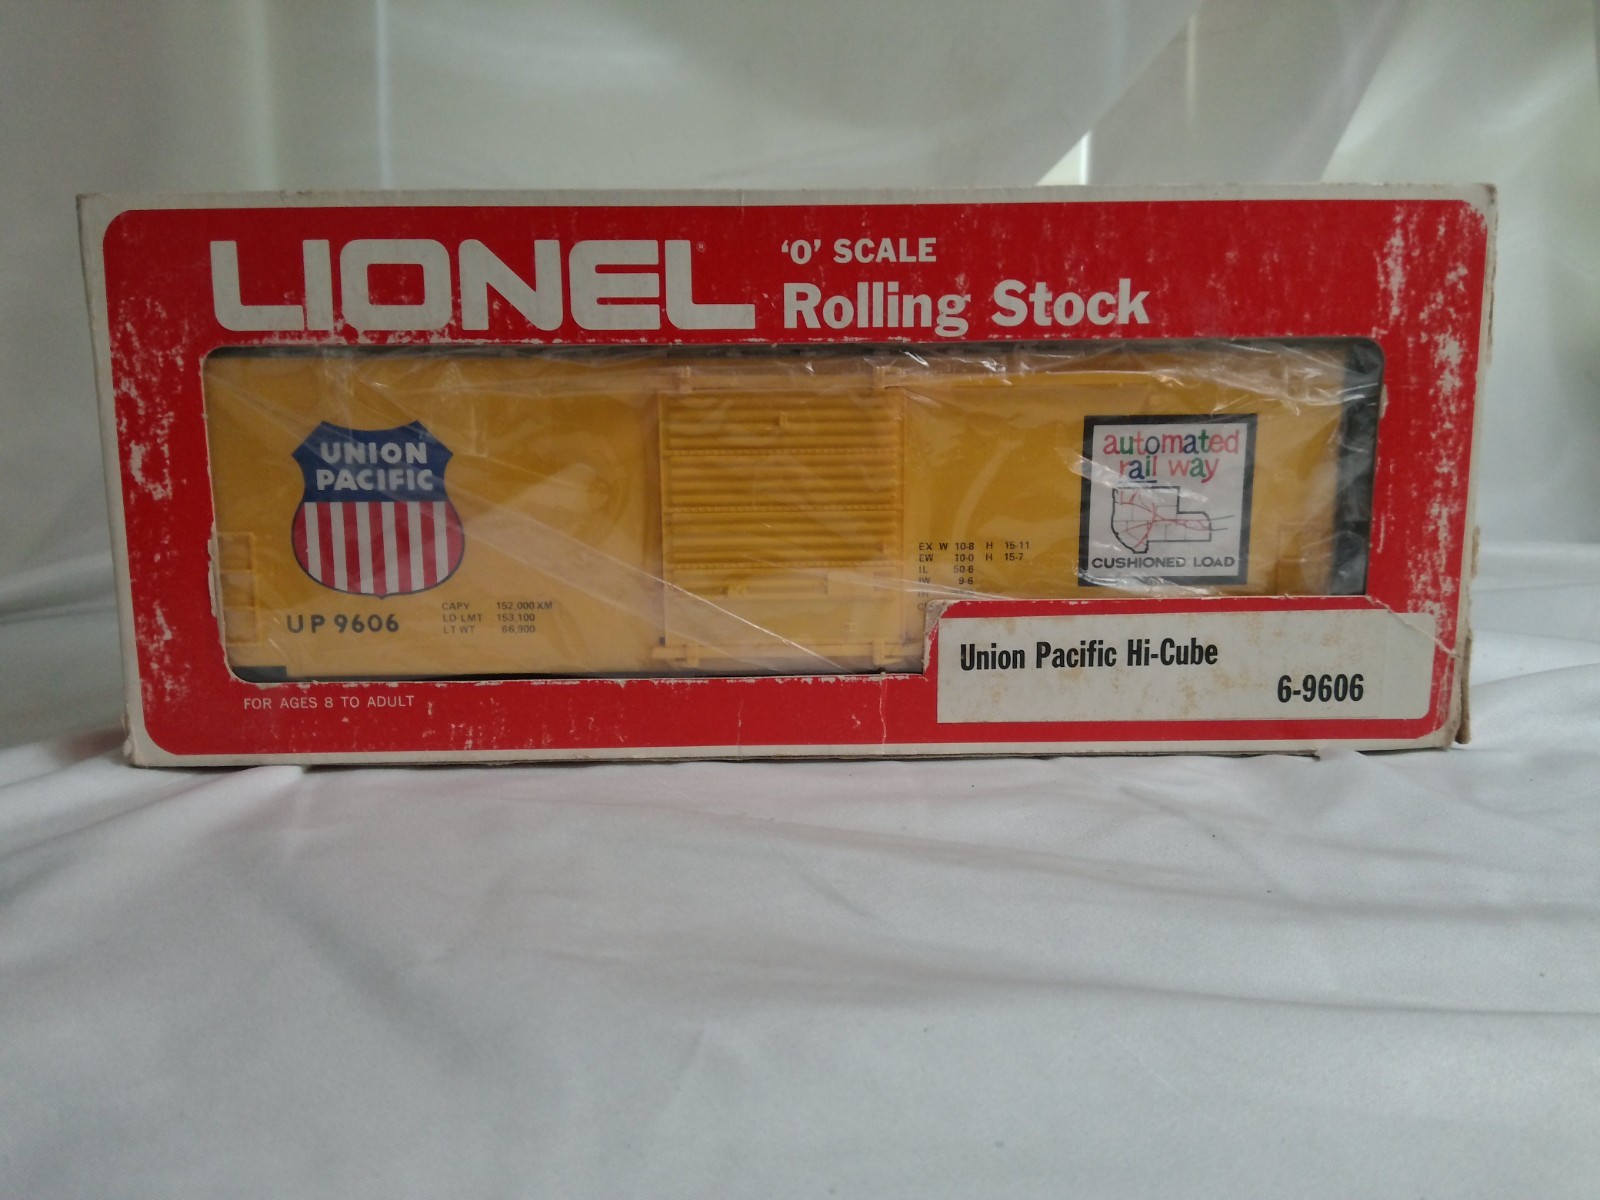 LIONEL®
'O' SCALE
Rolling Stock
UNION
PACIFIC
UP 9606
CAPY 152,000 XM
LD LMT 153,100
LT WT 66,900
EX W 10-8 H 15-11
EW 10-0 H 15-7
IL 50-6
IW 9-6
automated
rail way
CUSHIONED LOAD
FOR AGES 8 TO ADULT
Union Pacific Hi-Cube
6-9606